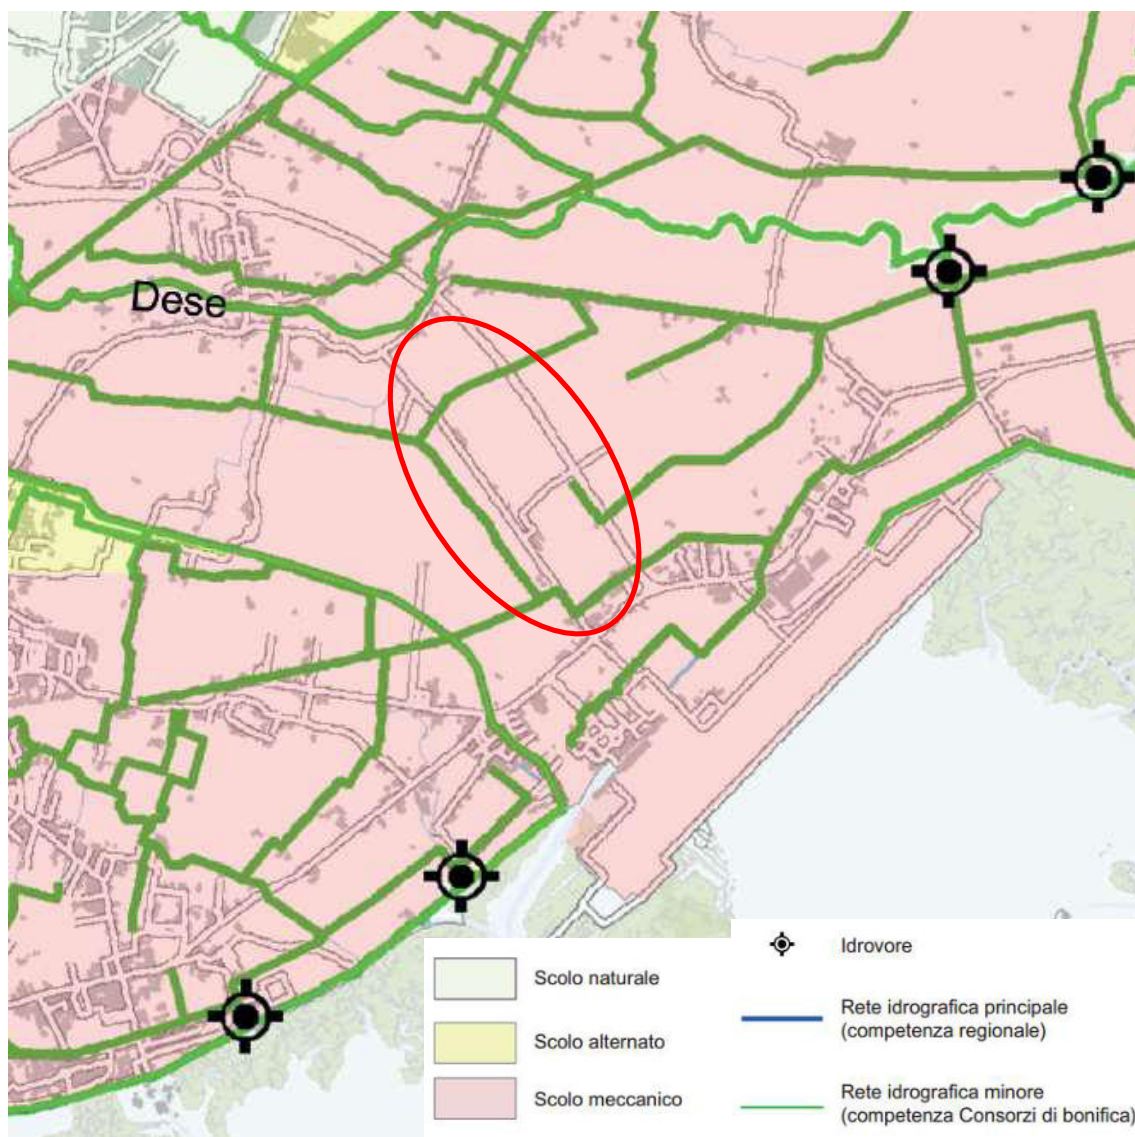 Dese
Scolo naturale
Scolo alternato
Scolo meccanico
Idrovore
Rete idrografica principale
(competenza regionale)
Rete idrografica minore
(competenza Consorzi di bonifica)